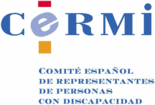 CERMI
COMITÉ ESPAÑOL
DE REPRESENTANTES
DE PERSONAS
CON DISCAPACIDAD